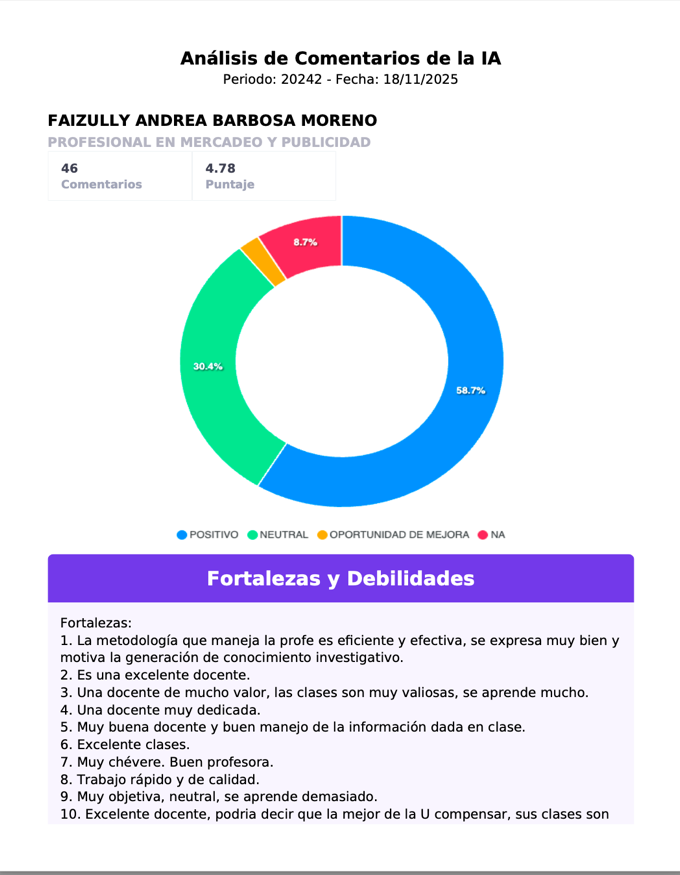 Análisis de Comentarios de la IA
Periodo: 20242 - Fecha: 18/11/2025
FAIZULLY ANDREA BARBOSA MORENO
PROFESIONAL EN MERCADEO Y PUBLICIDAD
46 4.78
Comentarios Puntaje
8.7%
30.4%
58.7%
POSITIVO NEUTRAL OPORTUNIDAD DE MEJORA NA
Fortalezas y Debilidades
Fortalezas:
1. La metodología que maneja la profe es eficiente y efectiva, se expresa muy bien y
motiva la generación de conocimiento investigativo.
2. Es una excelente docente.
3. Una docente de mucho valor, las clases son muy valiosas, se aprende mucho.
4. Una docente muy dedicada.
5. Muy buena docente y buen manejo de la información dada en clase.
6. Excelente clases.
7. Muy chévere. Buen profesora.
8. Trabajo rápido y de calidad.
9. Muy objetiva, neutral, se aprende demasiado.
10. Excelente docente, podria decir que la mejor de la U compensar, sus clases son